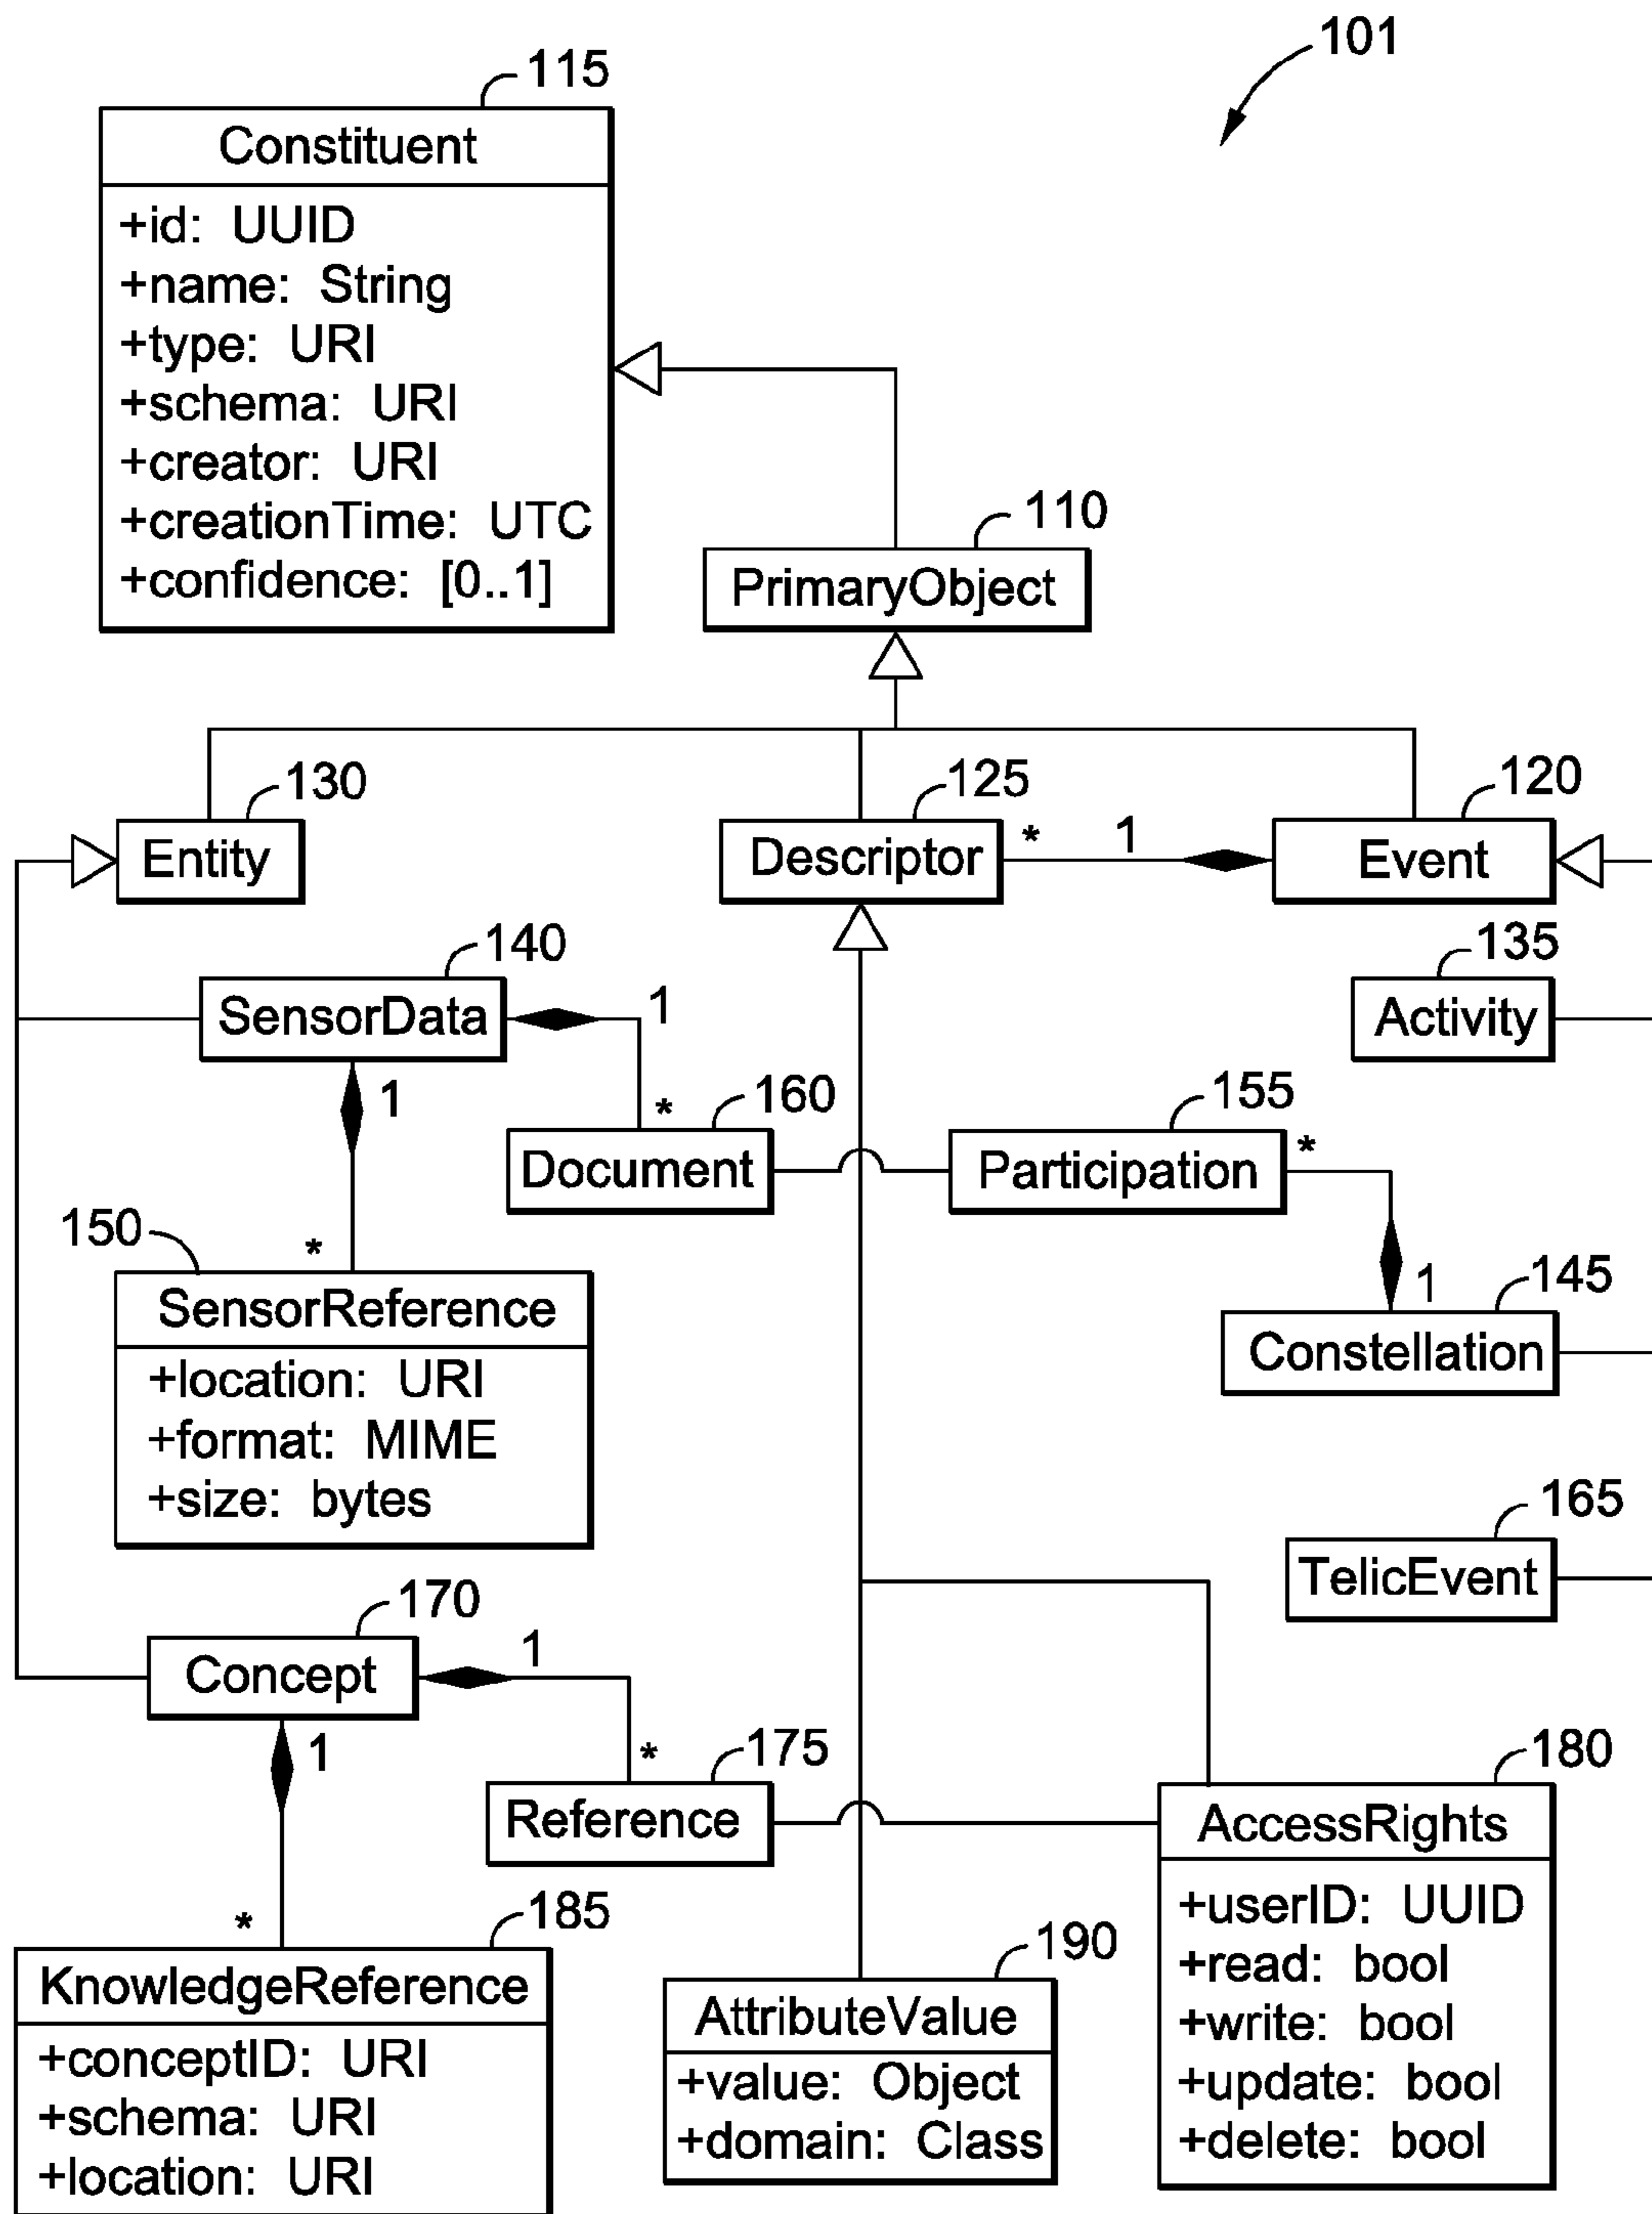 101
115
Constituent
+id: UUID
+name: String
+type: URI
+schema: URI
+creator: URI
+creationTime: UTC
+confidence: [0..1]
110
PrimaryObject
130
Entity
125
Descriptor
* 1
120
Event
140
SensorData
1
135
Activity
1
*
160
Document
155
Participation
*
150
*
SensorReference
+location: URI
+format: MIME
+size: bytes
1
145
Constellation
165
TelicEvent
170
Concept
1
1
*
175
Reference
180
AccessRights
+userID: UUID
+read: bool
+write: bool
+update: bool
+delete: bool
*
185
KnowledgeReference
+conceptID: URI
+schema: URI
+location: URI
190
AttributeValue
+value: Object
+domain: Class